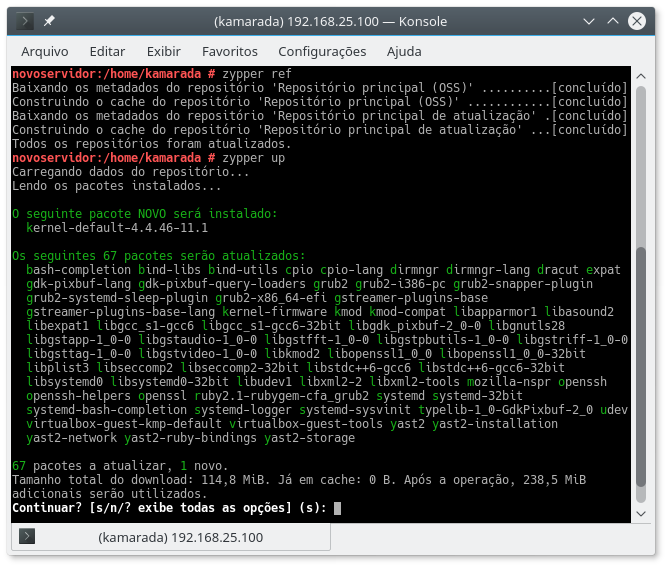 (kamarada) 192.168.25.100 — Konsole
Arquivo Editar Exibir Favoritos Configurações Ajuda
novoservidor:/home/kamarada # zypper ref
Baixando os metadados do repositório 'Repositório principal (OSS)' ..........[concluído]
Construindo o cache do repositório 'Repositório principal (OSS)' ............[concluído]
Baixando os metadados do repositório 'Repositório principal de atualização' .[concluído]
Construindo o cache do repositório 'Repositório principal de atualização' ...[concluído]
Todos os repositórios foram atualizados.
novoservidor:/home/kamarada # zypper up
Carregando dados do repositório...
Lendo os pacotes instalados...
O seguinte pacote NOVO será instalado:
kernel-default-4.4.46-11.1
Os seguintes 67 pacotes serão atualizados:
bash-completion bind-libs bind-utils cpio cpio-lang dirmngr dirmngr-lang dracut expat
gdk-pixbuf-lang gdk-pixbuf-query-loaders grub2 grub2-i386-pc grub2-snapper-plugin
grub2-systemd-sleep-plugin grub2-x86_64-efi gstreamer-plugins-base
gstreamer-plugins-base-lang kernel-firmware kmod kmod-compat libapparmor1 libasound2
libexpat1 libgcc_s1-gcc6 libgcc_s1-gcc6-32bit libgdk_pixbuf-2_0-0 libgnutls28
libgstapp-1_0-0 libgstaudio-1_0-0 libgstfft-1_0-0 libgstpbutils-1_0-0 libgstriff-1_0-0
libgsttag-1_0-0 libgstvideo-1_0-0 libkmod2 libopenssl1_0_0 libopenssl1_0_0-32bit
libplist3 libseccomp2 libseccomp2-32bit libstdc++6-gcc6 libstdc++6-gcc6-32bit
libsystemd0 libsystemd0-32bit libudev1 libxml2-2 libxml2-tools mozilla-nspr openssh
openssh-helpers openssl ruby2.1-rubygem-cfa_grub2 systemd systemd-32bit
systemd-bash-completion systemd-logger systemd-sysvinit typelib-1_0-GdkPixbuf-2_0 udev
virtualbox-guest-kmp-default virtualbox-guest-tools yast2 yast2-installation
yast2-network yast2-ruby-bindings yast2-storage
67 pacotes a atualizar, 1 novo.
Tamanho total do download: 114,8 MiB. Já em cache: 0 B. Após a operação, 238,5 MiB
adicionais serão utilizados.
Continuar? [s/n/? exibe todas as opções] (s):
(kamarada) 192.168.25.100